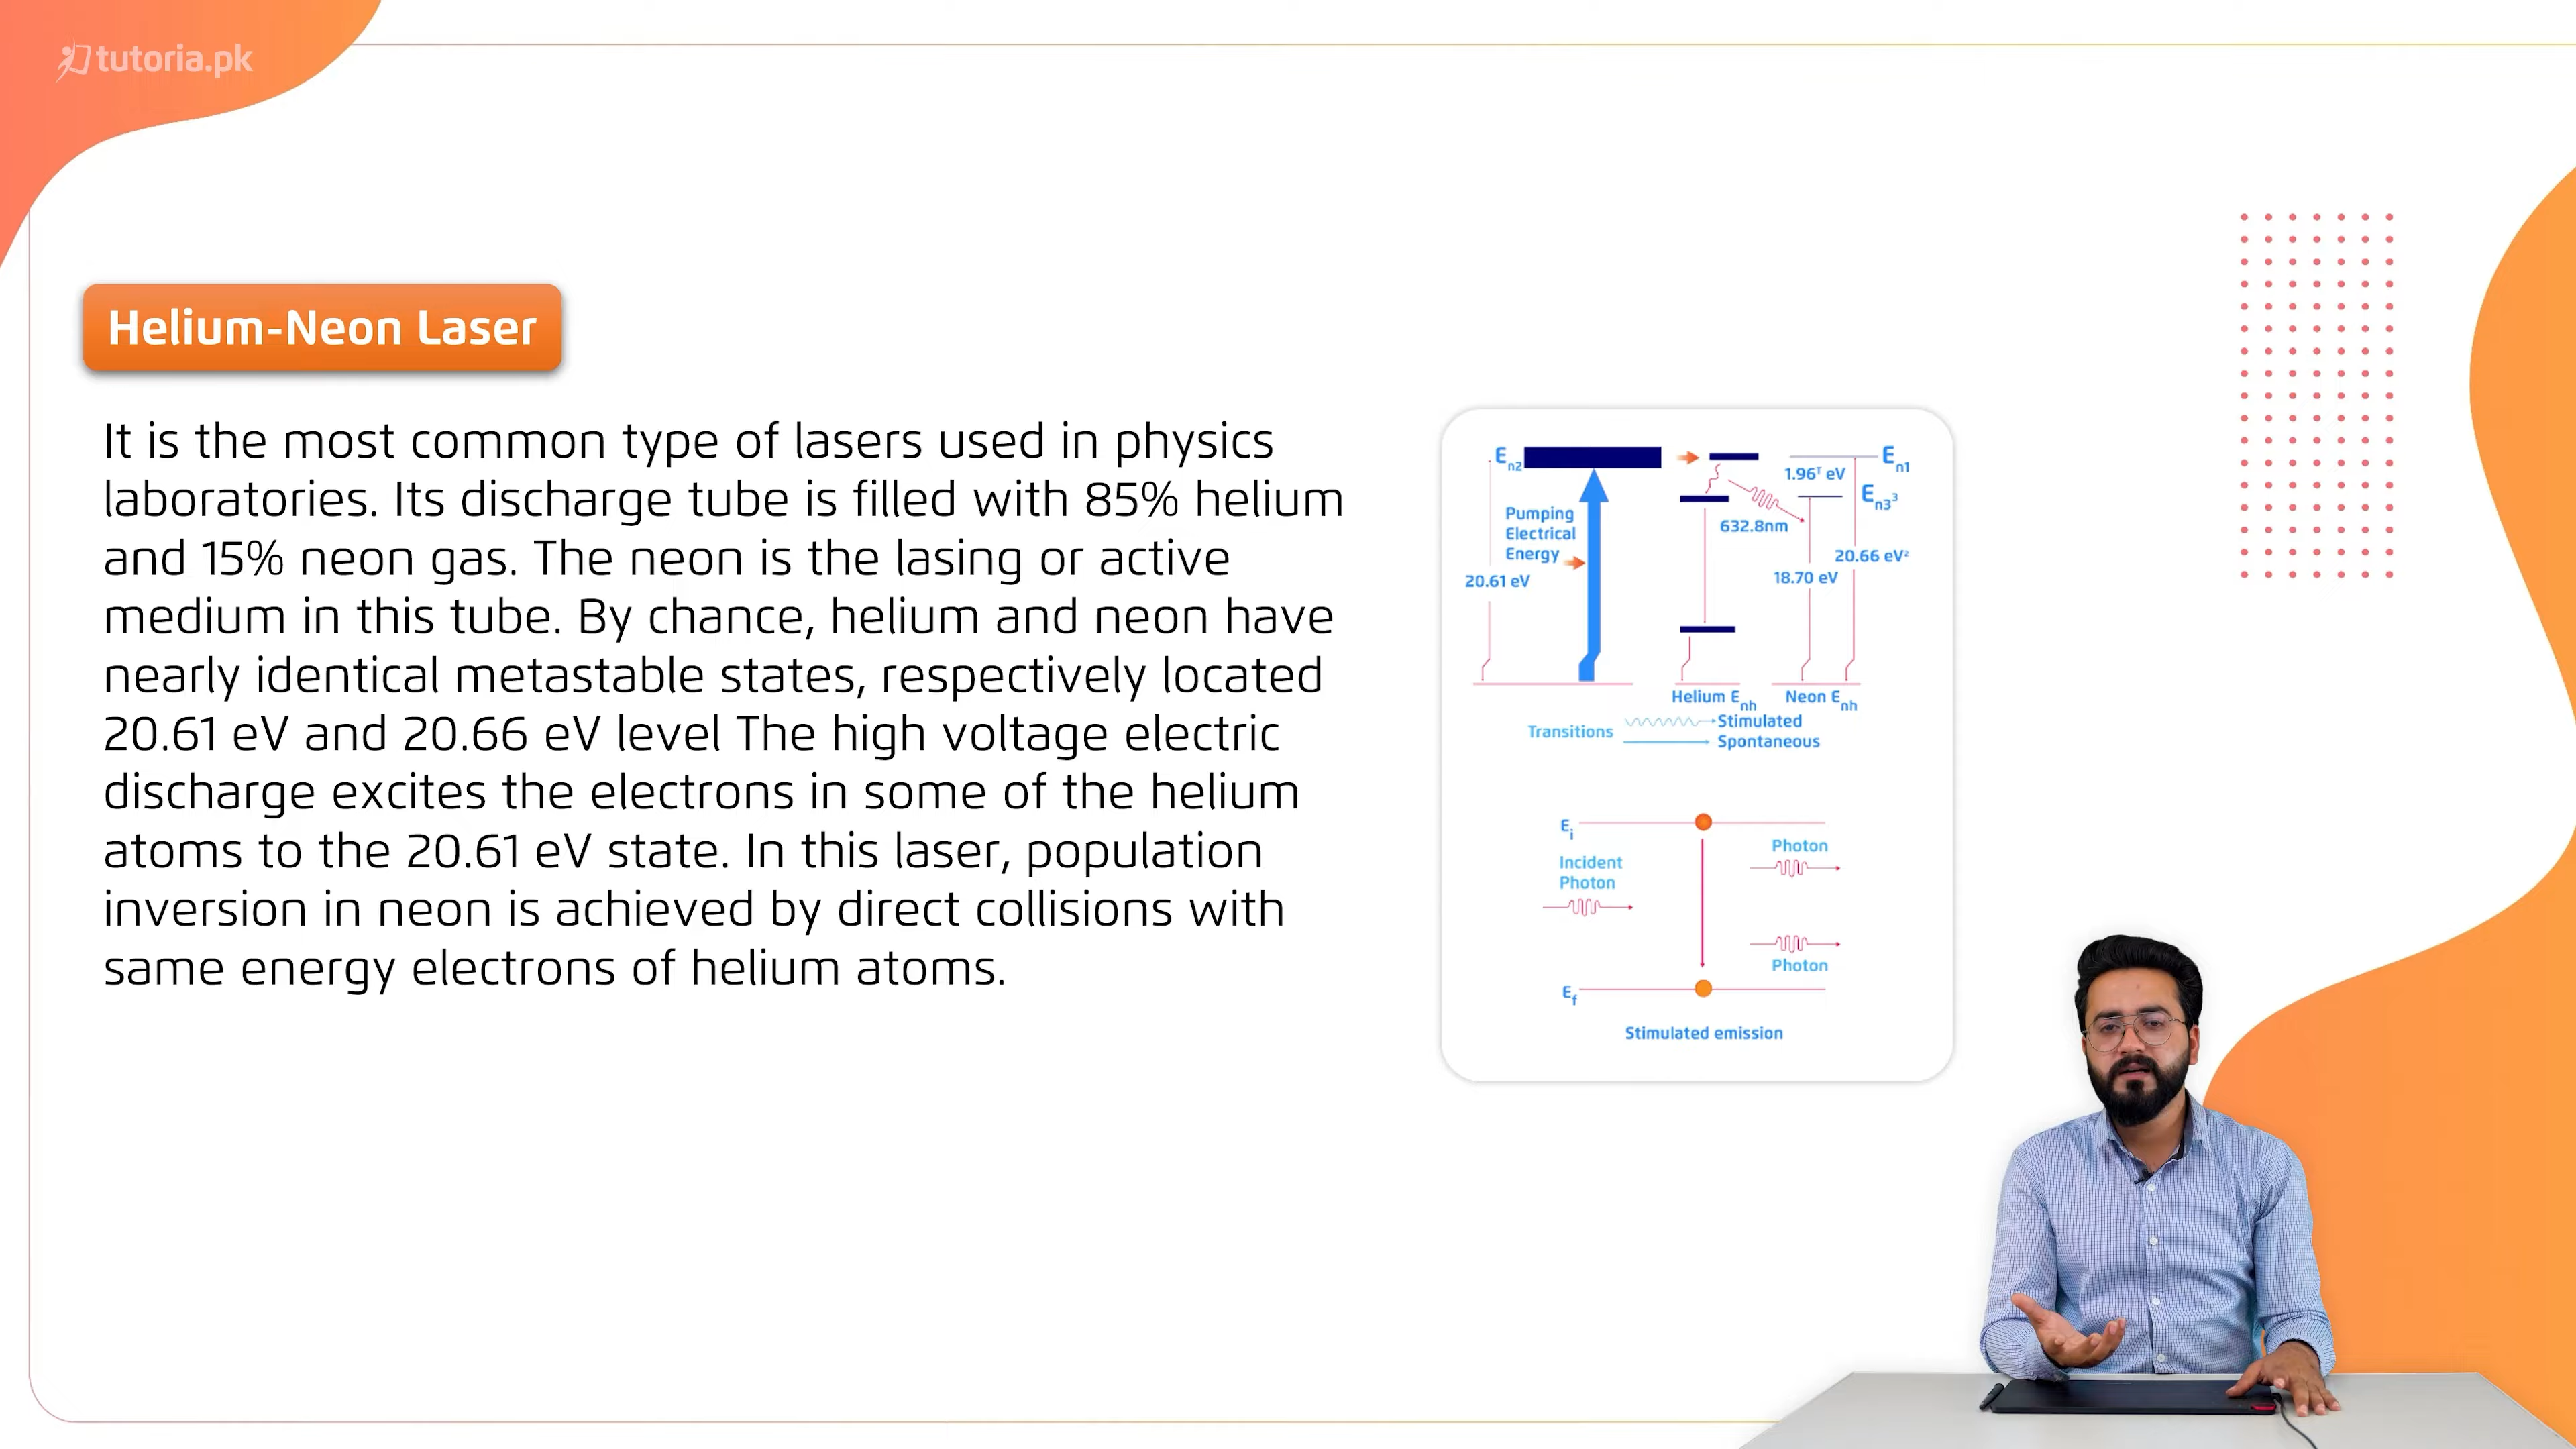 tutoria.pk
Helium-Neon Laser
It is the most common type of lasers used in physics
laboratories. Its discharge tube is filled with 85% helium
and 15% neon gas. The neon is the lasing or active
medium in this tube. By chance, helium and neon have
nearly identical metastable states, respectively located
20.61 eV and 20.66 eV level The high voltage electric
discharge excites the electrons in some of the helium
atoms to the 20.61 eV state. In this laser, population
inversion in neon is achieved by direct collisions with
same energy electrons of helium atoms.
En2
En1
1.96ᵀ eV
En3³
Pumping
Electrical
Energy
632.8nm
20.66 eV²
20.61 eV
18.70 eV
Helium Enh
Neon Enh
Transitions
Stimulated
Spontaneous
Ei
Incident
Photon
Photon
Photon
Ef
Stimulated emission